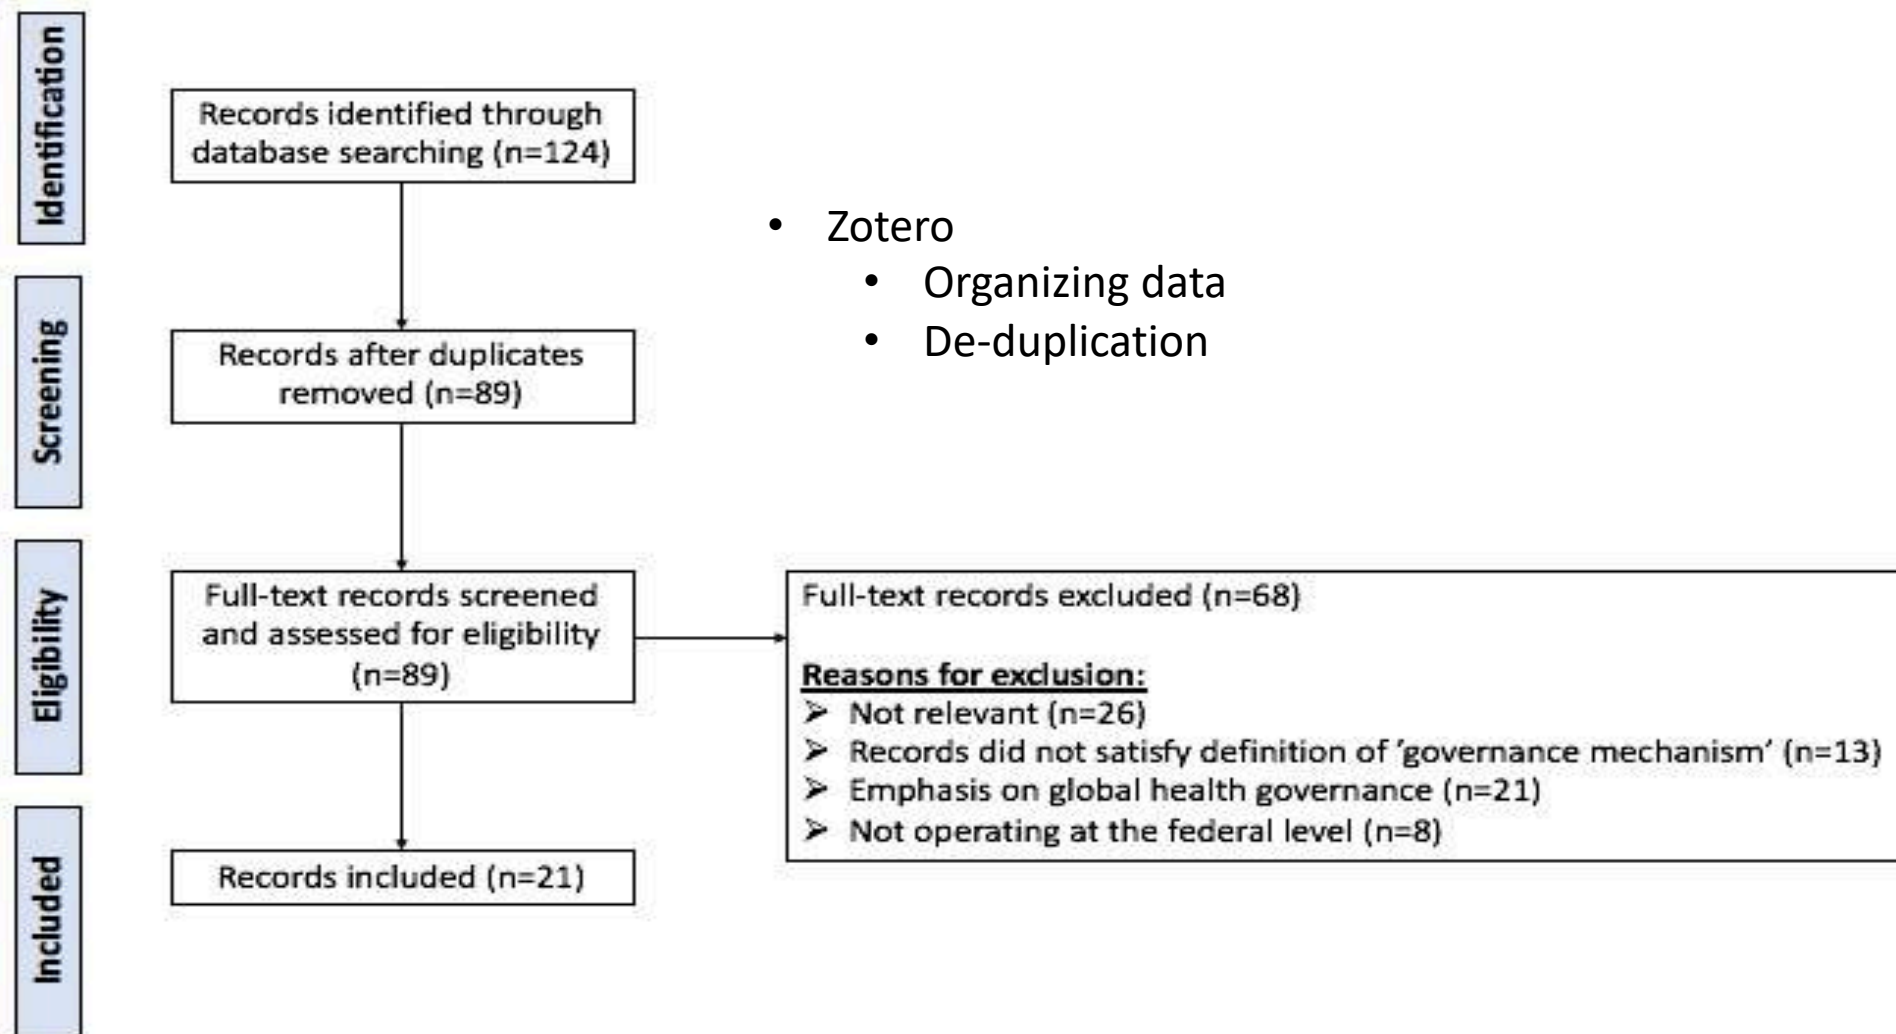 Identification
Records identified through
database searching (n=124)
• Zotero
• Organizing data
• De-duplication
Screening
Records after duplicates
removed (n=89)
Eligibility
Full-text records screened
and assessed for eligibility
(n=89)
Full-text records excluded (n=68)
Reasons for exclusion:
➢ Not relevant (n=26)
➢ Records did not satisfy definition of ‘governance mechanism’ (n=13)
➢ Emphasis on global health governance (n=21)
➢ Not operating at the federal level (n=8)
Included
Records included (n=21)